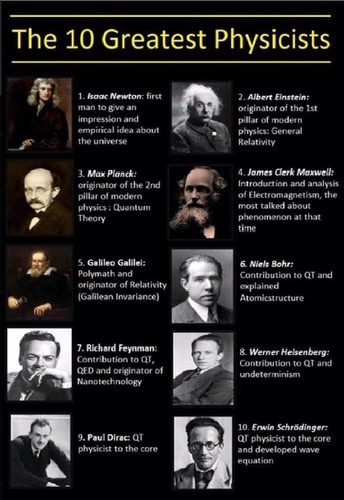 The 10 Greatest Physicists
1. Isaac Newton: first
man to give an
impression and
empirical idea about
the universe
2. Albert Einstein:
originator of the 1st
pillar of modern
physics: General
Relativity
3. Max Planck:
originator of the 2nd
pillar of modern
physics : Quantum
Theory
4. James Clerk Maxwell:
Introduction and analysis
of Electromagnetism, the
most talked about
phenomenon at that
time
5. Galileo Galilei:
Polymath and
originator of Relativity
(Galilean Invariance)
6. Niels Bohr:
Contribution to QT and
explained
Atomicstructure
7. Richard Feynman:
Contribution to QT,
QED and originator of
Nanotechnology
8. Werner Heisenberg:
Contribution to QT and
undeterminism
9. Paul Dirac: QT
physicist to the core
10. Erwin Schrödinger:
QT physicist to the core
and developed wave
equation